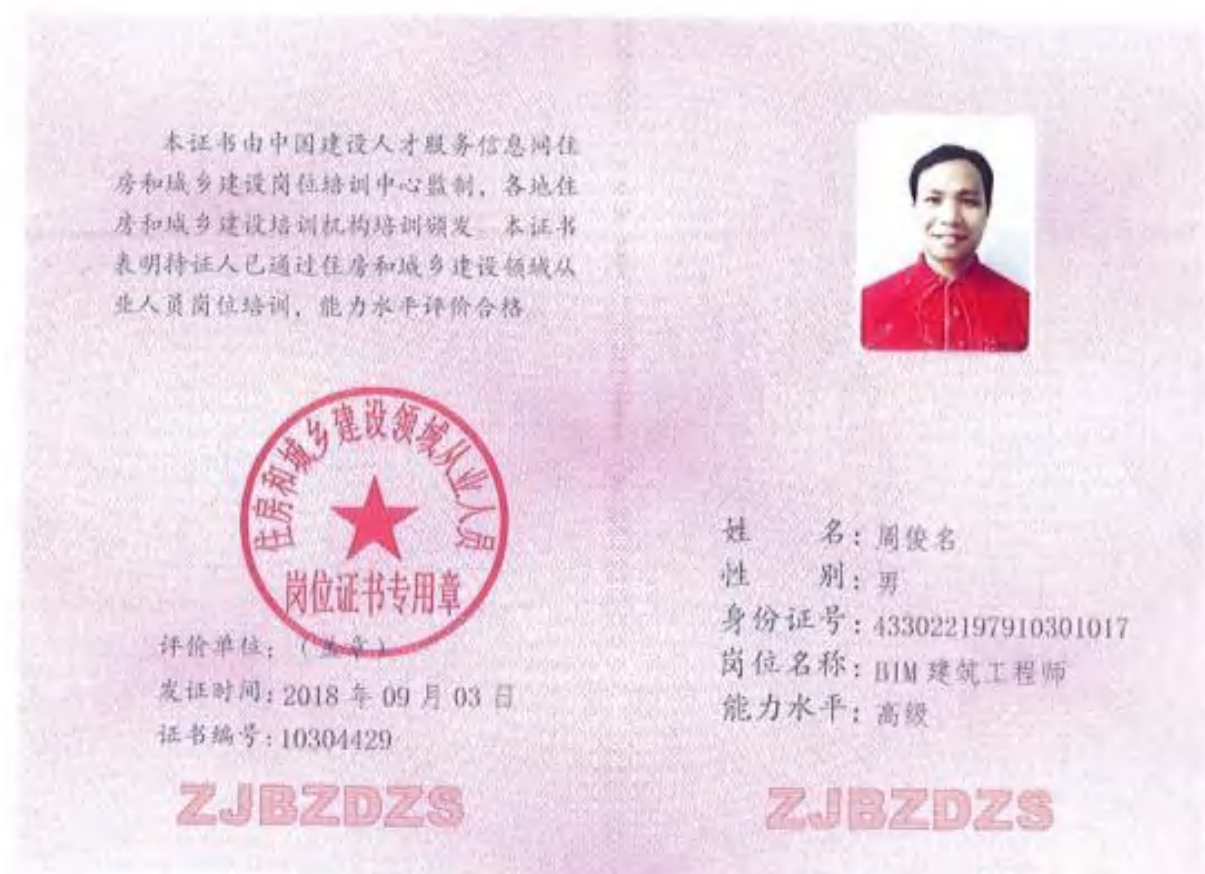 本证书由中国建设人才服务信息网住
房和城乡建设岗位培训中心监制，各地住
房和城乡建设培训机构培训颁发 本证书
表明持证人已通过住房和城乡建设领域从
业人员岗位培训，能力水平评价合格
住房和城乡建设领域从业人员
岗位证书专用章
评价单位：（盖章）
发证时间：2018 年 09 月 03 日
证书编号：10304429
ZJBZDZS
姓 名：周俊名
性 别：男
身份证号：433022197910301017
岗位名称：BIM 建筑工程师
能力水平：高级
ZJBZDZS